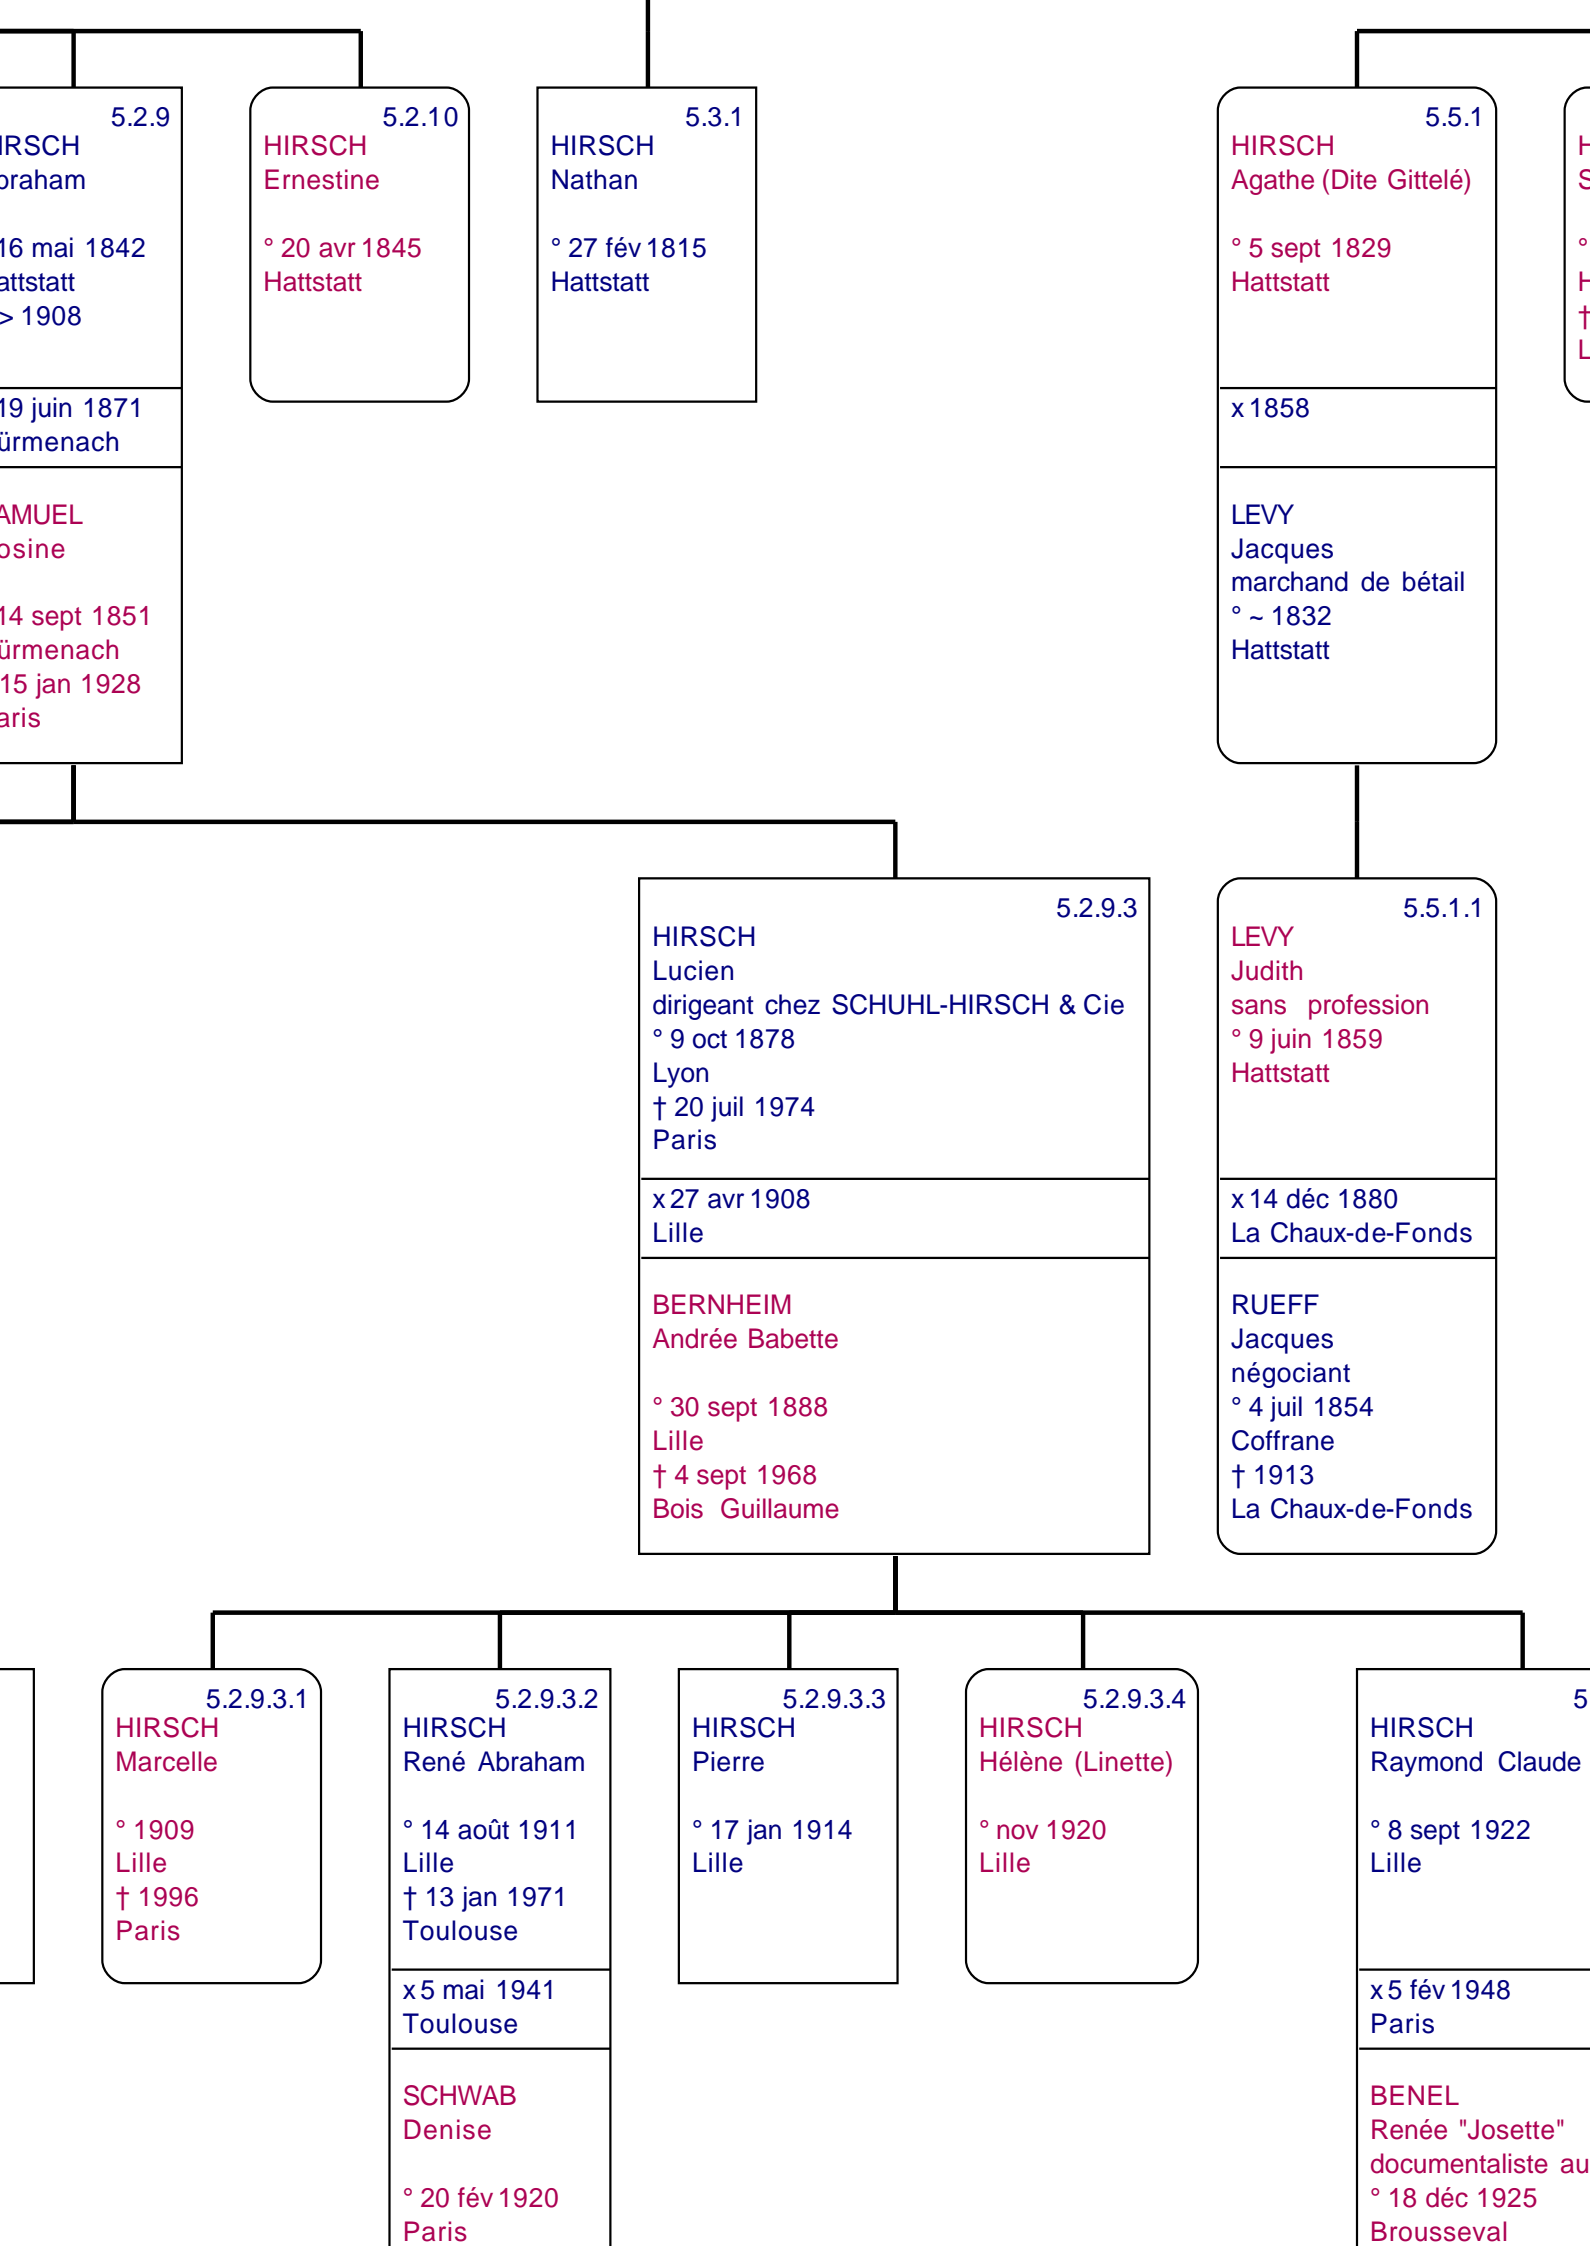 5.2.9
IRSCH
braham
16 mai 1842
attstatt
> 1908
19 juin 1871
ürmenach
AMUEL
osine
14 sept 1851
ürmenach
15 jan 1928
aris
5.2.10
HIRSCH
Ernestine
° 20 avr 1845
Hattstatt
5.3.1
HIRSCH
Nathan
° 27 fév 1815
Hattstatt
5.5.1
HIRSCH
Agathe (Dite Gittelé)
° 5 sept 1829
Hattstatt
x 1858
LEVY
Jacques
marchand de bétail
° ~ 1832
Hattstatt
H
S
°
H
†
L
5.2.9.3
HIRSCH
Lucien
dirigeant chez SCHUHL-HIRSCH & Cie
° 9 oct 1878
Lyon
† 20 juil 1974
Paris
x 27 avr 1908
Lille
BERNHEIM
Andrée Babette
° 30 sept 1888
Lille
† 4 sept 1968
Bois Guillaume
5.5.1.1
LEVY
Judith
sans profession
° 9 juin 1859
Hattstatt
x 14 déc 1880
La Chaux-de-Fonds
RUEFF
Jacques
négociant
° 4 juil 1854
Coffrane
† 1913
La Chaux-de-Fonds
5.2.9.3.1
HIRSCH
Marcelle
° 1909
Lille
† 1996
Paris
5.2.9.3.2
HIRSCH
René Abraham
° 14 août 1911
Lille
† 13 jan 1971
Toulouse
x 5 mai 1941
Toulouse
SCHWAB
Denise
° 20 fév 1920
Paris
5.2.9.3.3
HIRSCH
Pierre
° 17 jan 1914
Lille
5.2.9.3.4
HIRSCH
Hélène (Linette)
° nov 1920
Lille
5
HIRSCH
Raymond Claude
° 8 sept 1922
Lille
x 5 fév 1948
Paris
BENEL
Renée "Josette"
documentaliste au
° 18 déc 1925
Brousseval